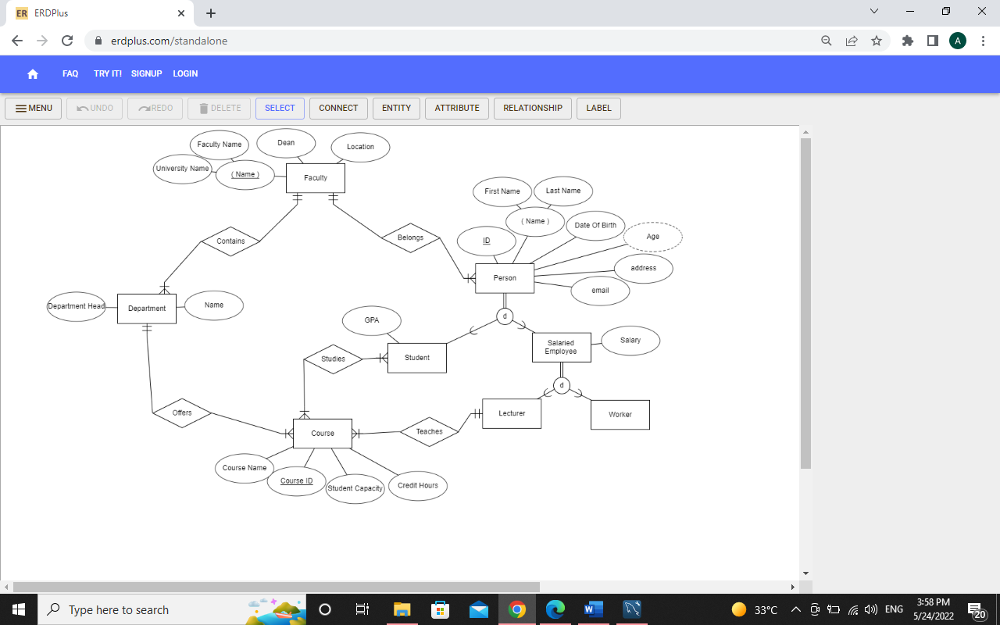 ER ERDPlus
erdplus.com/standalone
A
FAQ TRY IT! SIGNUP LOGIN
MENU UNDO REDO DELETE SELECT CONNECT ENTITY ATTRIBUTE RELATIONSHIP LABEL
Faculty Name
Dean
Location
University Name
( Name )
Faculty
First Name
Last Name
( Name )
Date Of Birth
Age
ID
Contains
Belongs
address
Person
email
Department Head
Department
Name
d
GPA
Salaried
Employee
Salary
Studies
Student
d
Offers
Lecturer
Worker
Course
Teaches
Course Name
Course ID
Student Capacity
Credit Hours
Type here to search
W
33°C
ENG
3:58 PM
5/24/2022
20